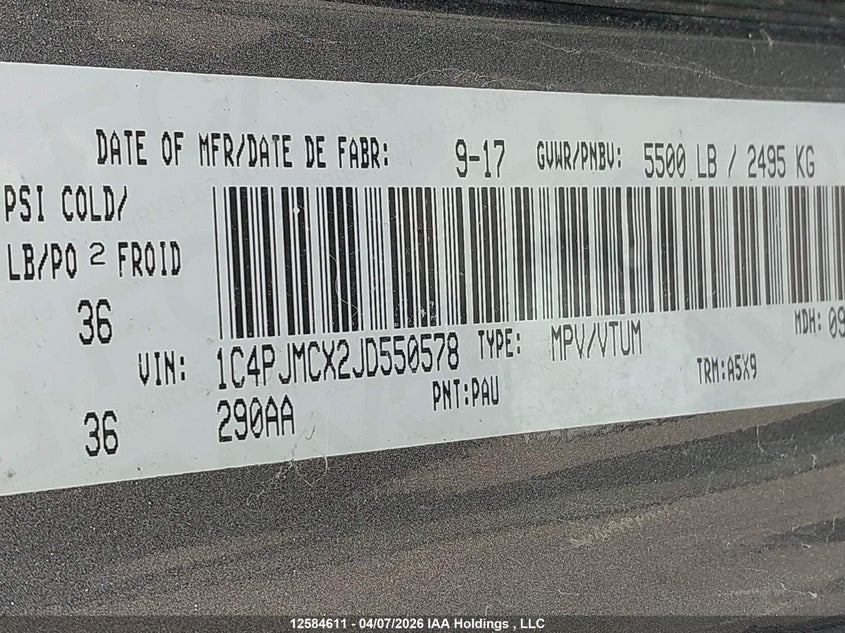 DATE OF MFR/DATE DE FABR: 9-17 GVWR/PNBV: 5500 LB / 2495 KG
PSI COLD/
LB/PO 2 FROID
36
VIN: 1C4PJMCX2JD550578 TYPE: MPV/VTUM MDH: 09
36 290AA PNT:PAU TRM:A5X9
12584611 - 04/07/2026 IAA Holdings , LLC